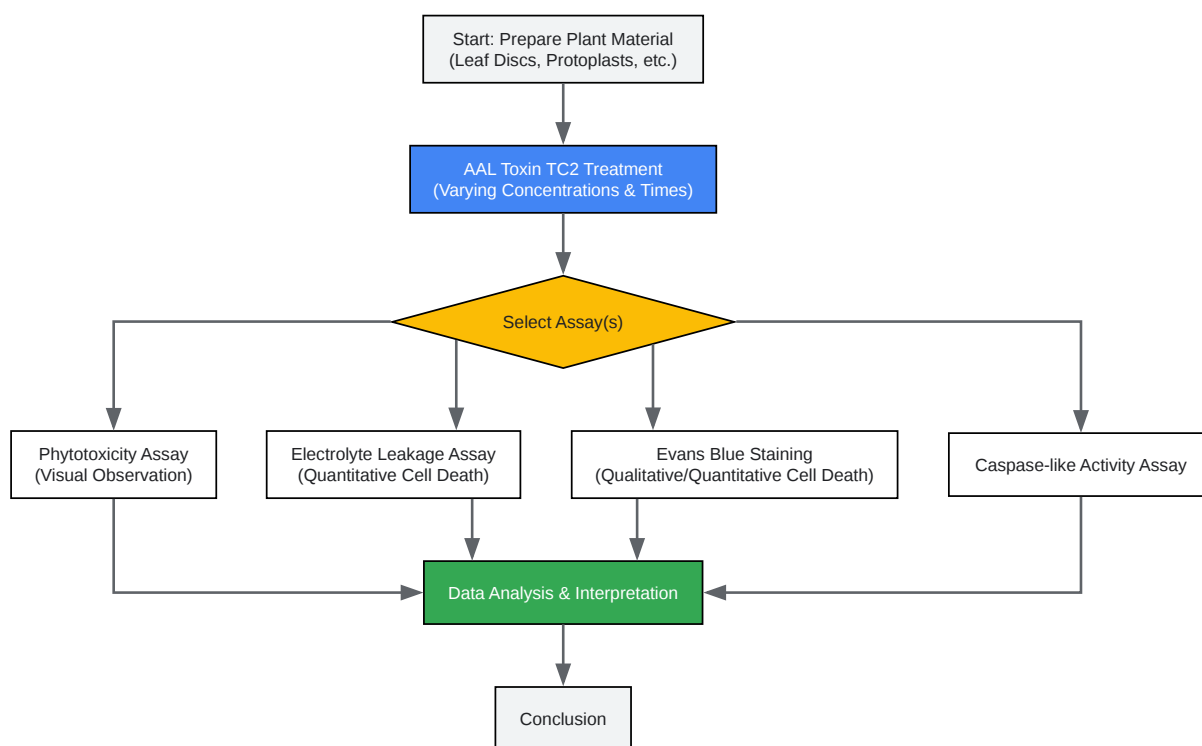 Start: Prepare Plant Material
(Leaf Discs, Protoplasts, etc.)
AAL Toxin TC2 Treatment
(Varying Concentrations & Times)
Select Assay(s)
Phytotoxicity Assay
(Visual Observation)
Electrolyte Leakage Assay
(Quantitative Cell Death)
Evans Blue Staining
(Qualitative/Quantitative Cell Death)
Caspase-like Activity Assay
Data Analysis & Interpretation
Conclusion